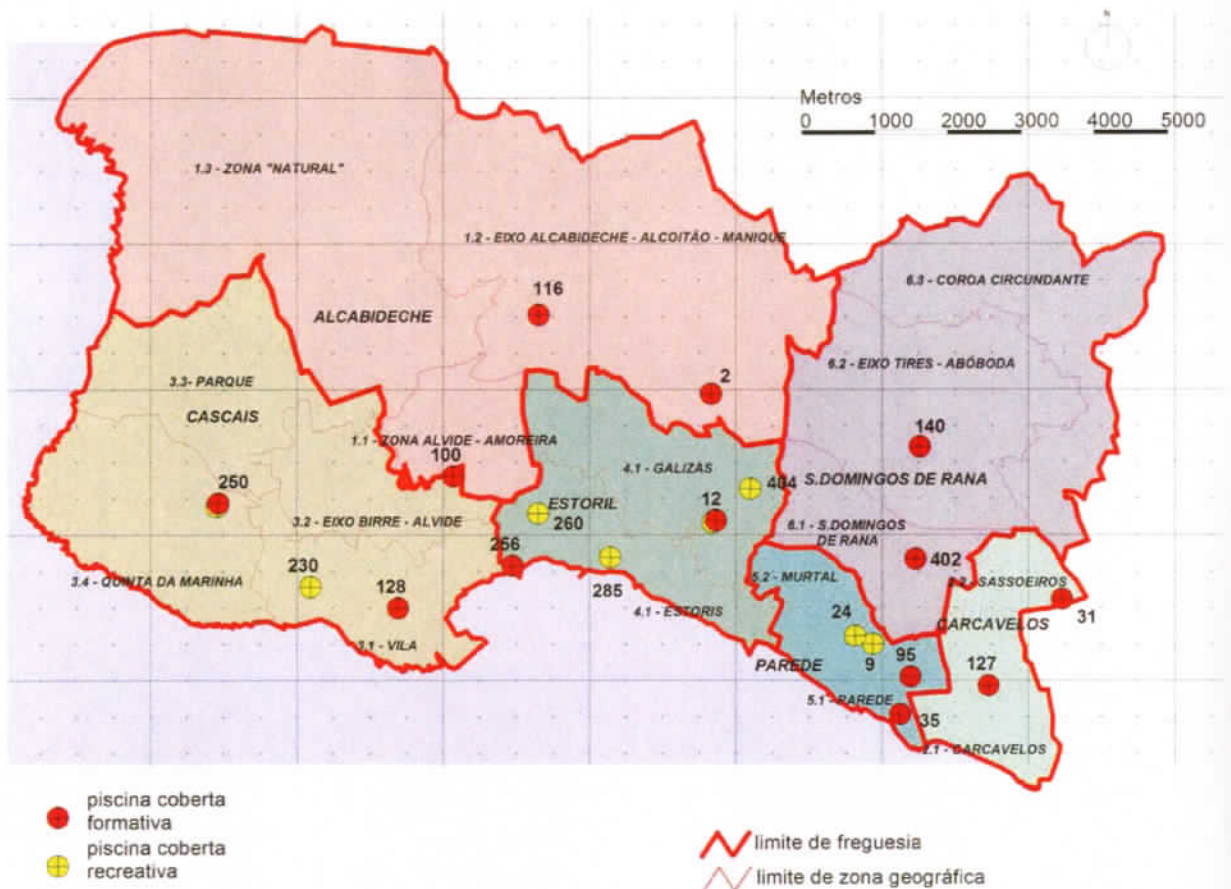 N
Metros
0 1000 2000 3000 4000 5000
1.3 - ZONA "NATURAL"
1.2 - EIXO ALCABIDECHE - ALCOITÃO - MANIQUE
6.3 - COROA CIRCUNDANTE
116
ALCABIDECHE
6.2 - EIXO TIRES - ABÓBODA
3.3- PARQUE
2
CASCAIS
140
1.1 - ZONA ALVIDE - AMOREIRA
100
4.1 - GALIZAS
404
S.DOMINGOS DE RANA
250
ESTORIL
12
3.2 - EIXO BIRRE - ALVIDE
260
6.1 - S.DOMINGOS
DE RANA
256
402
230
3.4 - QUINTA DA MARINHA
285
5.2 - MURTAL
2.2 - SASSOEIROS
128
4.1 - ESTORIS
24
31
CARCAVELOS
3.1 - VILA
9
95
PAREDE
127
5.1 - PAREDE
35
2.1 - CARCAVELOS
piscina coberta
formativa
piscina coberta
recreativa
limite de freguesia
limite de zona geográfica